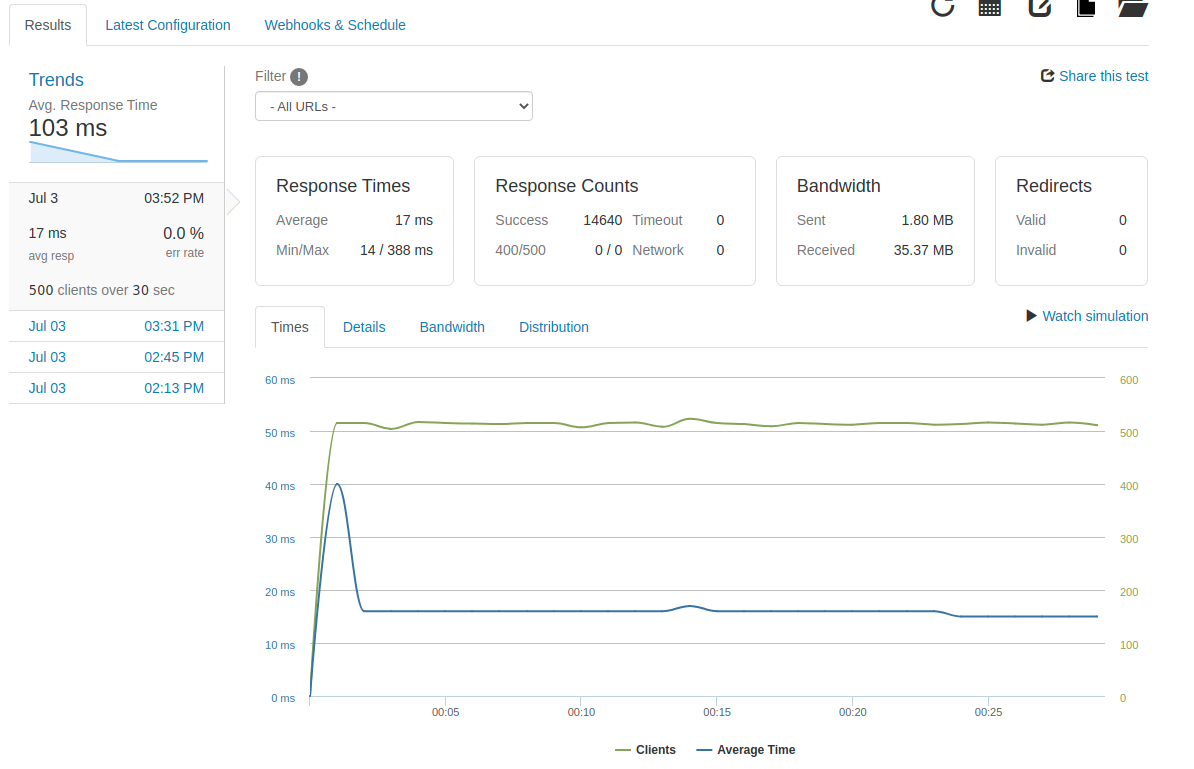 Results Latest Configuration Webhooks & Schedule
Trends
Avg. Response Time
103 ms
Jul 3 03:52 PM
17 ms 0.0 %
avg resp err rate
500 clients over 30 sec
Jul 03 03:31 PM
Jul 03 02:45 PM
Jul 03 02:13 PM
Filter !
Share this test
- All URLs -
Response Times
Average 17 ms
Min/Max 14 / 388 ms
Response Counts
Success 14640 Timeout 0
400/500 0 / 0 Network 0
Bandwidth
Sent 1.80 MB
Received 35.37 MB
Redirects
Valid 0
Invalid 0
Times Details Bandwidth Distribution
Watch simulation
60 ms 600
50 ms 500
40 ms 400
30 ms 300
20 ms 200
10 ms 100
0 ms 0
00:05 00:10 00:15 00:20 00:25
Clients Average Time